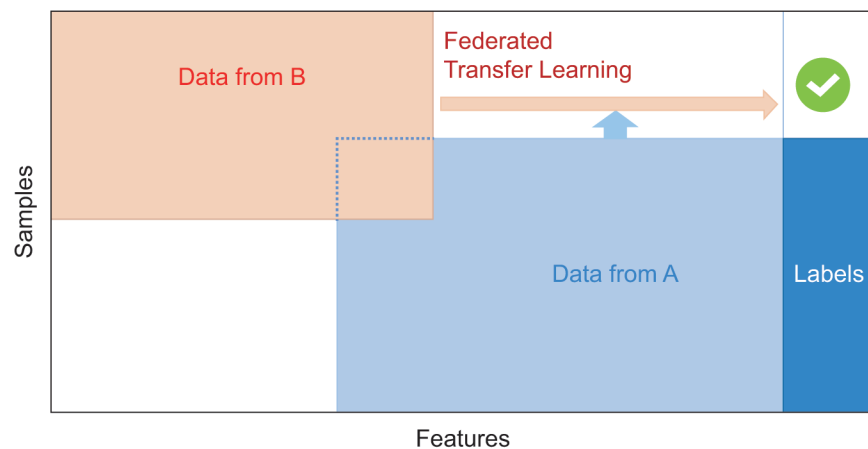 Data from B
Federated
Transfer Learning
Samples
Data from A
Labels
Features